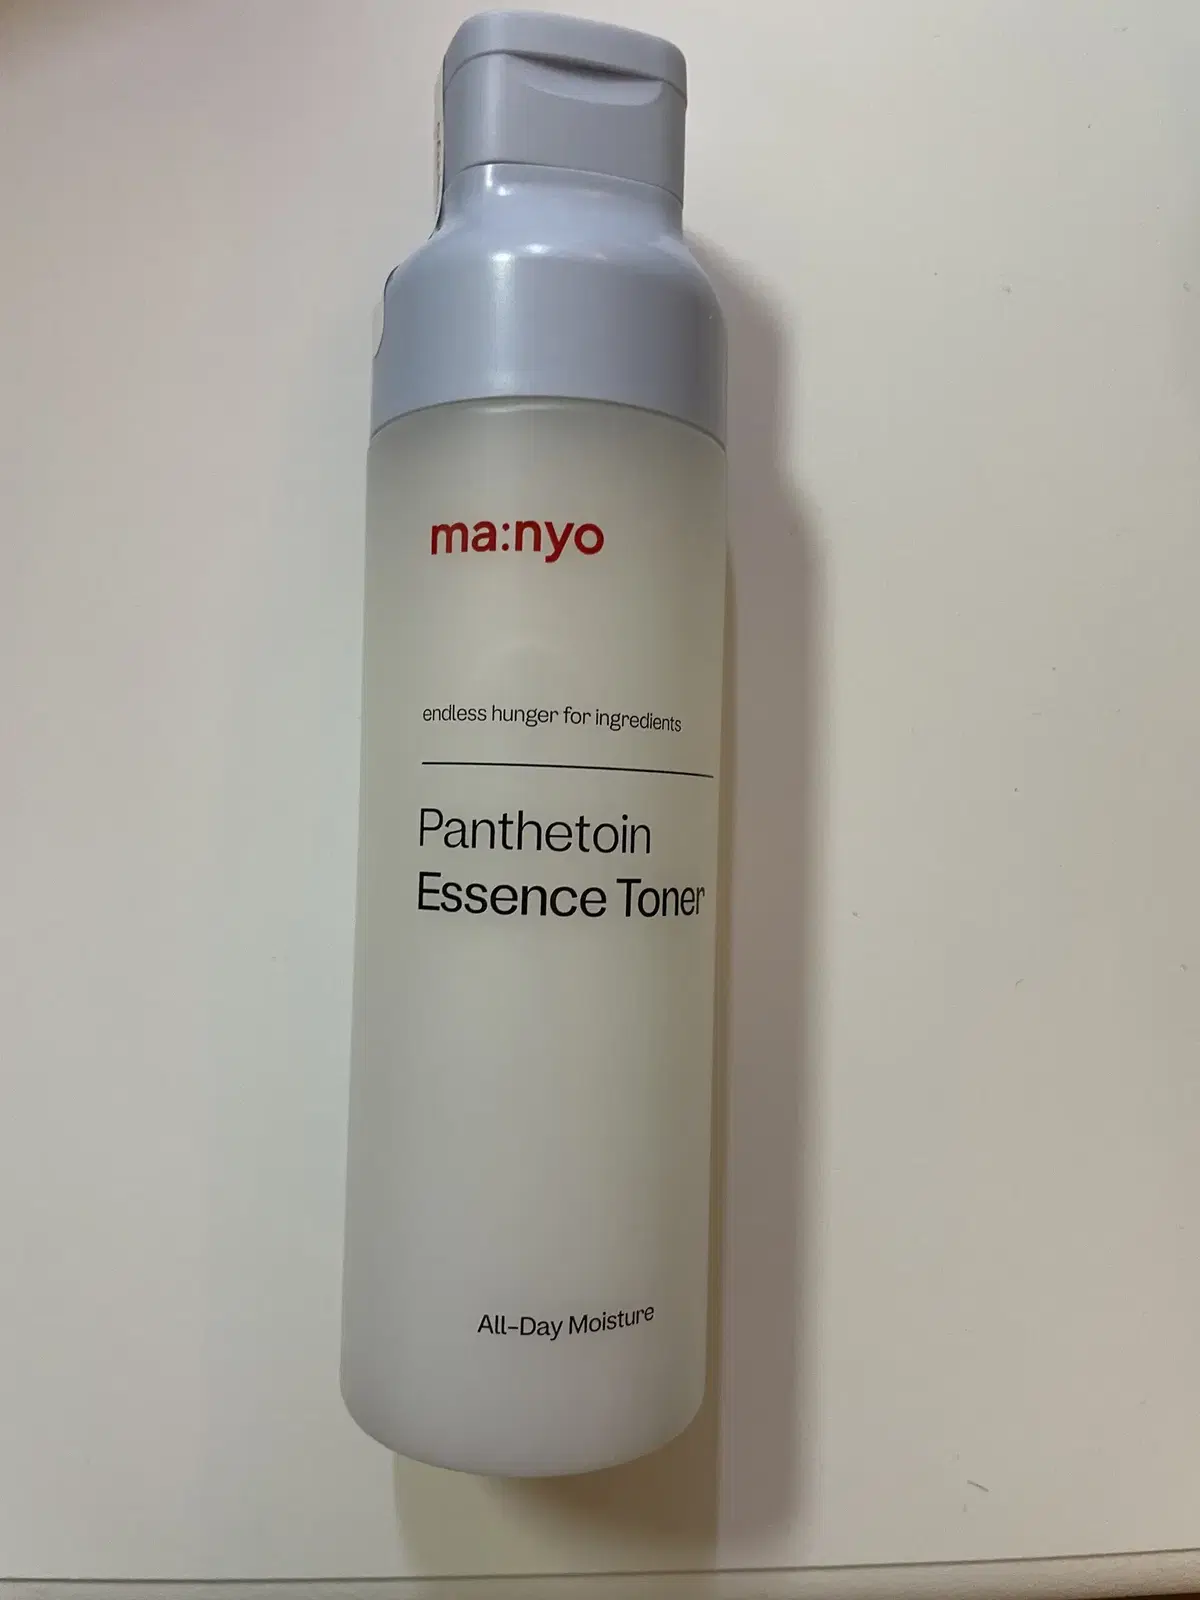 ma:nyo
endless hunger for ingredients
Panthetoin
Essence Toner
All-Day Moisture